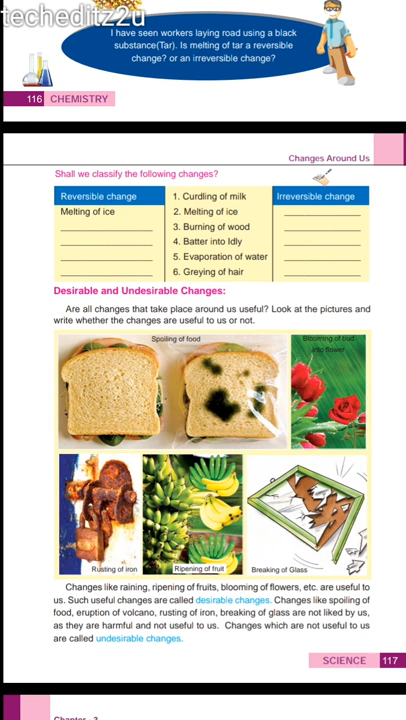 techeditz2u
I have seen workers laying road using a black
substance(Tar). Is melting of tar a reversible
change? or an irreversible change?
116 CHEMISTRY
Changes Around Us
Shall we classify the following changes?
Reversible change
Melting of ice
1. Curdling of milk
2. Melting of ice
3. Burning of wood
4. Batter into Idly
5. Evaporation of water
6. Greying of hair
Irreversible change
Desirable and Undesirable Changes:
Are all changes that take place around us useful? Look at the pictures and
write whether the changes are useful to us or not.
Spoiling of food
Blooming of bud
into flower
Rusting of iron
Ripening of fruit
Breaking of Glass
Changes like raining, ripening of fruits, blooming of flowers, etc. are useful to
us. Such useful changes are called desirable changes. Changes like spoiling of
food, eruption of volcano, rusting of iron, breaking of glass are not liked by us,
as they are harmful and not useful to us. Changes which are not useful to us
are called undesirable changes.
SCIENCE 117
Chapter - 3